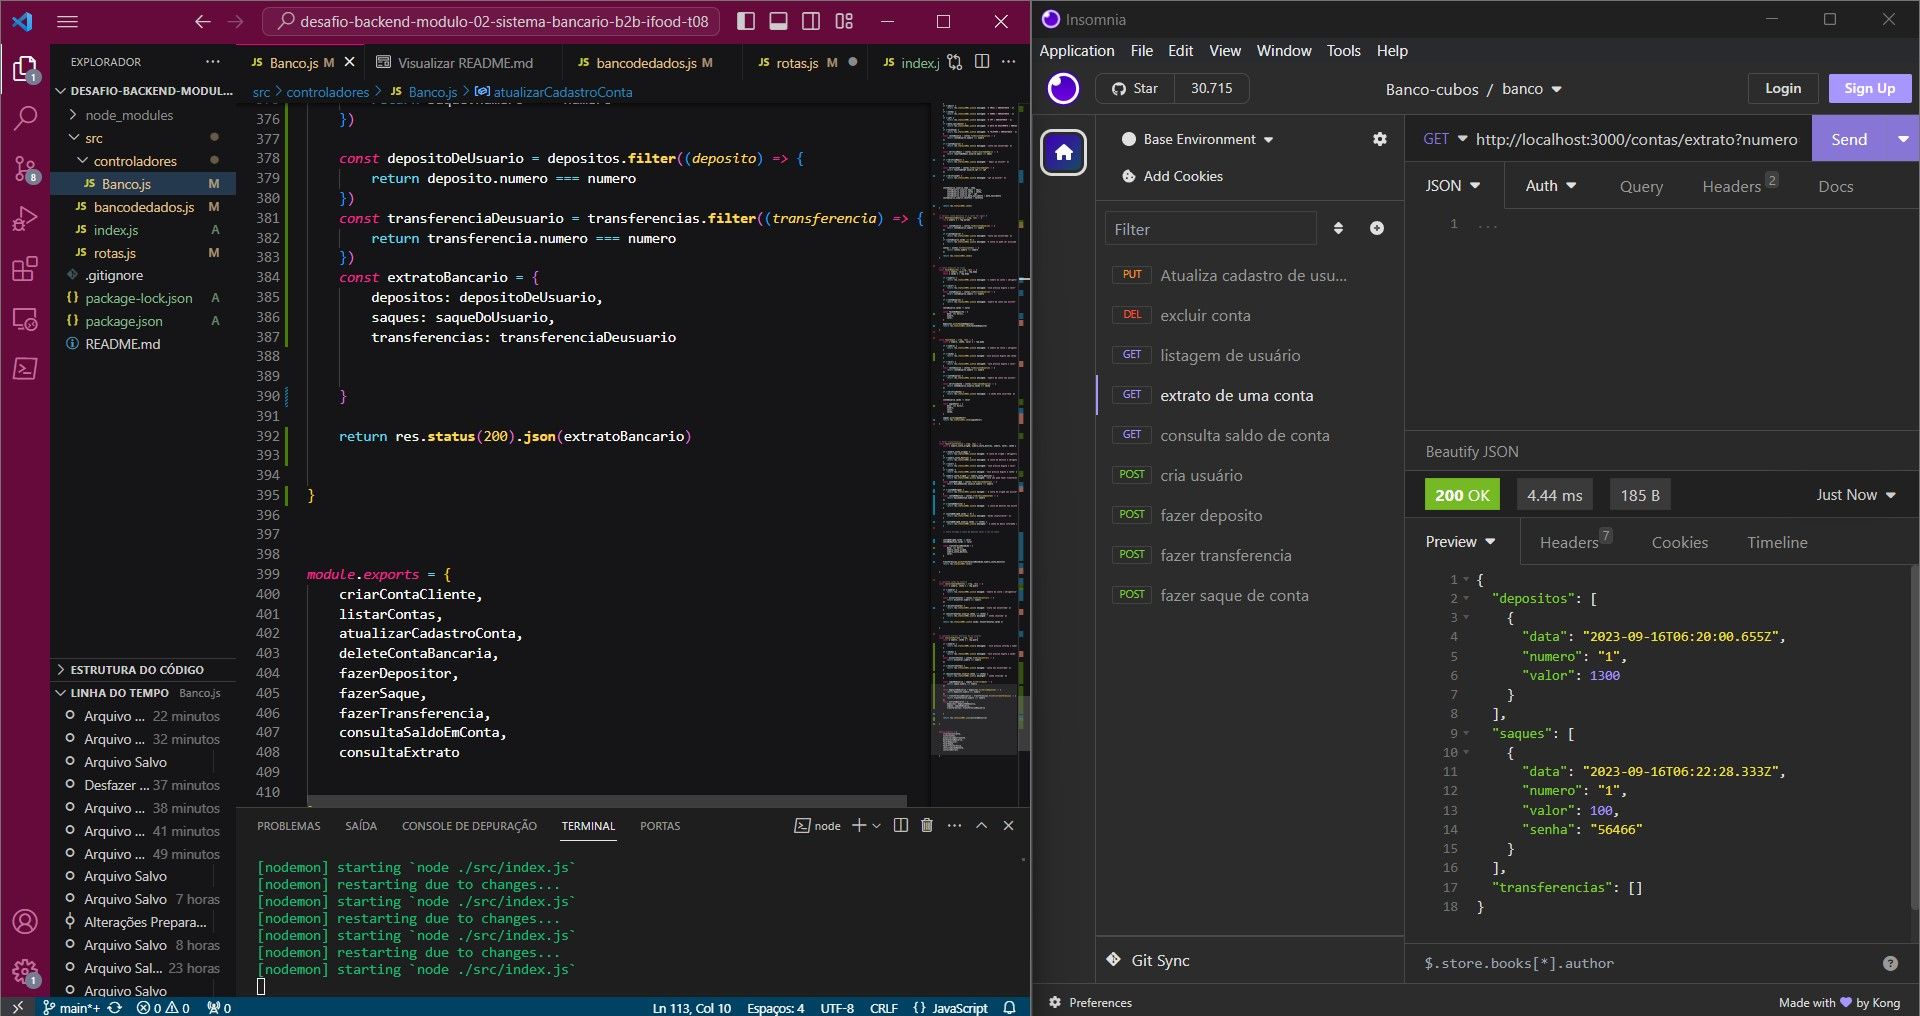 desafio-backend-modulo-02-sistema-bancario-b2b-ifood-t08
EXPLORADOR
Banco.js M
Visualizar README.md
bancodedados.js M
rotas.js M
index.j
src > controladores > JS Banco.js > atualizarCadastroConta
DESAFIO-BACKEND-MODUL...
node_modules
src
controladores
JS Banco.js M
JS bancodedados.js M
JS index.js A
JS rotas.js M
.gitignore
package-lock.json A
package.json A
README.md
ESTRUTURA DO CÓDIGO
LINHA DO TEMPO Banco.js
Arquivo ... 22 minutos
Arquivo ... 32 minutos
Arquivo Salvo
Desfazer ... 37 minutos
Arquivo ... 38 minutos
Arquivo ... 41 minutos
Arquivo ... 49 minutos
Arquivo Salvo
Arquivo Salvo 7 horas
Alterações Prepara...
Arquivo Salvo 8 horas
Arquivo Sal... 23 horas
Arquivo Salvo
376 })
377
378 const depositoDeUsuario = depositos.filter((deposito) => {
379 return deposito.numero === numero
380 })
381 const transferenciaDeusuario = transferencias.filter((transferencia) => {
382 return transferencia.numero === numero
383 })
384 const extratoBancario = {
385 depositos: depositoDeUsuario,
386 saques: saqueDoUsuario,
387 transferencias: transferenciaDeusuario
388
389
390 }
391
392 return res.status(200).json(extratoBancario)
393
394
395 }
396
397
398
399 module.exports = {
400 criarContaCliente,
401 listarContas,
402 atualizarCadastroConta,
403 deleteContaBancaria,
404 fazerDepositor,
405 fazerSaque,
406 fazerTransferencia,
407 consultaSaldoEmConta,
408 consultaExtrato
409
410
PROBLEMAS SAÍDA CONSOLE DE DEPURAÇÃO TERMINAL PORTAS
node
[nodemon] starting `node ./src/index.js`
[nodemon] restarting due to changes...
[nodemon] starting `node ./src/index.js`
[nodemon] restarting due to changes...
[nodemon] starting `node ./src/index.js`
[nodemon] restarting due to changes...
[nodemon] starting `node ./src/index.js`
main*+ 0 0 0
Ln 113, Col 10 Espaços: 4 UTF-8 CRLF {} JavaScript
Insomnia
Application File Edit View Window Tools Help
Star 30.715
Banco-cubos / banco
Login Sign Up
Base Environment
Add Cookies
Filter
PUT Atualiza cadastro de usu...
DEL excluir conta
GET listagem de usuário
GET extrato de uma conta
GET consulta saldo de conta
POST cria usuário
POST fazer deposito
POST fazer transferencia
POST fazer saque de conta
Git Sync
Preferences
GET http://localhost:3000/contas/extrato?numero Send
JSON Auth Query Headers 2 Docs
1 ...
Beautify JSON
200 OK 4.44 ms 185 B Just Now
Preview Headers 7 Cookies Timeline
1 {
2 "depositos": [
3 {
4 "data": "2023-09-16T06:20:00.655Z",
5 "numero": "1",
6 "valor": 1300
7 }
8 ],
9 "saques": [
10 {
11 "data": "2023-09-16T06:22:28.333Z",
12 "numero": "1",
13 "valor": 100,
14 "senha": "56466"
15 }
16 ],
17 "transferencias": []
18 }
$.store.books[*].author
Made with 💜 by Kong